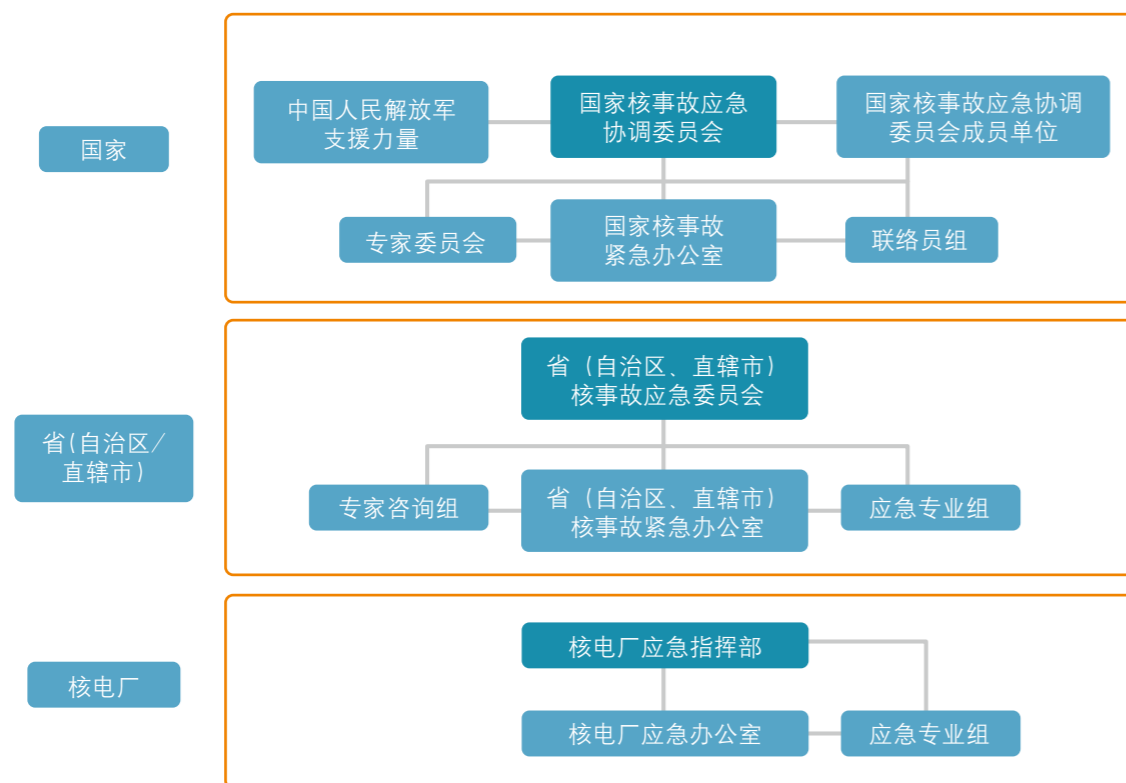 国家
中国人民解放军
支援力量
国家核事故应急
协调委员会
国家核事故应急协调
委员会成员单位
专家委员会
国家核事故
紧急办公室
联络员组
省(自治区/
直辖市)
省（自治区、直辖市）
核事故应急委员会
专家咨询组
省（自治区、直辖市）
核事故紧急办公室
应急专业组
核电厂
核电厂应急指挥部
核电厂应急办公室
应急专业组